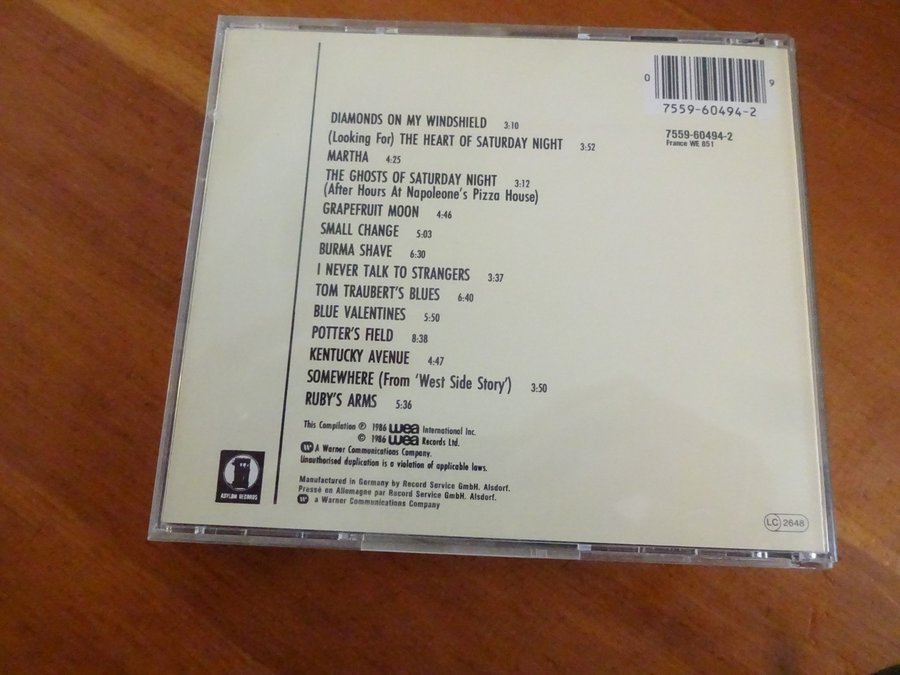 0 9
7559-60494-2
7559-60494-2
France WE 851
DIAMONDS ON MY WINDSHIELD 3:10
(Looking For) THE HEART OF SATURDAY NIGHT 3:52
MARTHA 4:25
THE GHOSTS OF SATURDAY NIGHT 3:12
(After Hours At Napoleone's Pizza House)
GRAPEFRUIT MOON 4:46
SMALL CHANGE 5:03
BURMA SHAVE 6:30
I NEVER TALK TO STRANGERS 3:37
TOM TRAUBERT'S BLUES 6:40
BLUE VALENTINES 5:50
POTTER'S FIELD 8:38
KENTUCKY AVENUE 4:47
SOMEWHERE (From 'West Side Story') 3:50
RUBY'S ARMS 5:36
This Compilation ℗ 1986 wea International Inc.
© 1986 wea Records Ltd.
A Warner Communications Company.
Unauthorised duplication is a violation of applicable laws.
Manufactured in Germany by Record Service GmbH. Alsdorf.
Pressé en Allemagne par Record Service GmbH. Alsdorf.
a Warner Communications Company
ASYLUM RECORDS
LC 2648